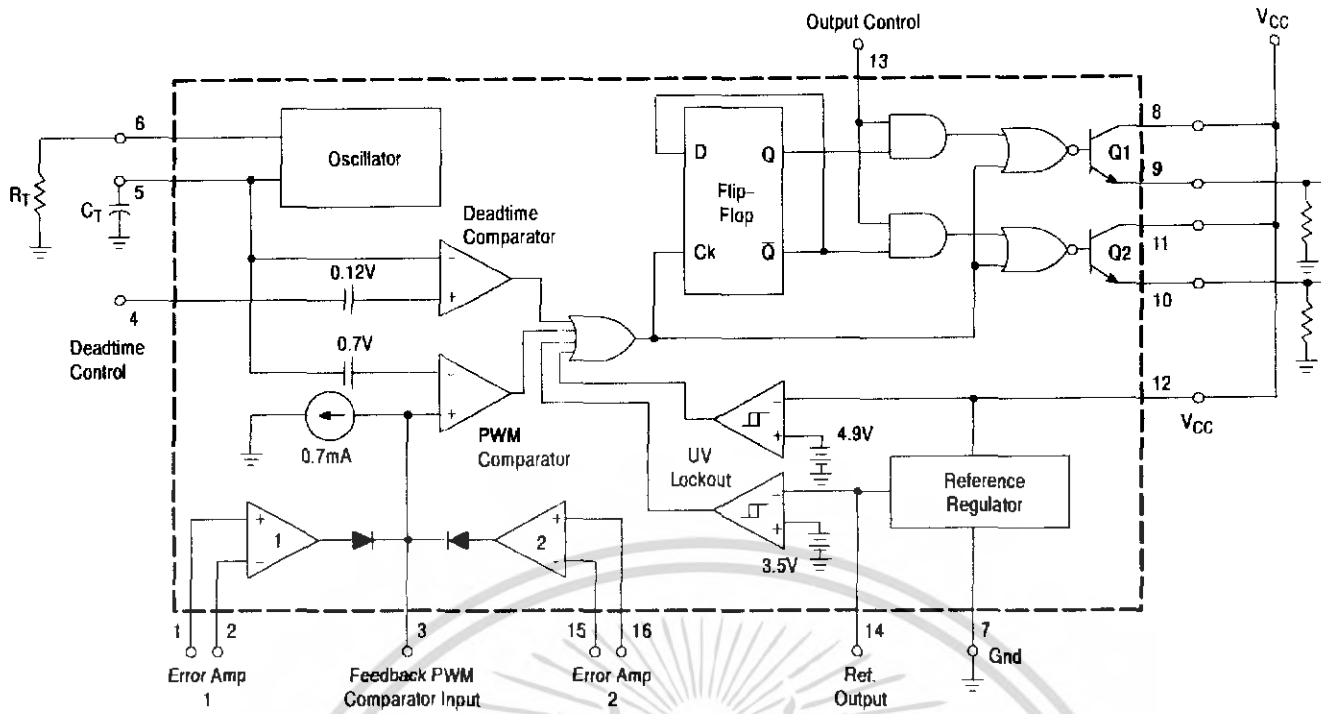 Output Control
13
VCC
6
Oscillator
RT
5
CT
D
Q
Flip–
Flop
Ck
Q̅
8
Q1
9
11
Q2
10
Deadtime
Comparator
0.12V
4
Deadtime
Control
0.7V
0.7mA
PWM
Comparator
UV
Lockout
4.9V
12
VCC
Reference
Regulator
3.5V
+
−
1
2
+
−
1
2
Error Amp
1
3
Feedback PWM
Comparator Input
15
16
Error Amp
2
14
Ref.
Output
7
Gnd